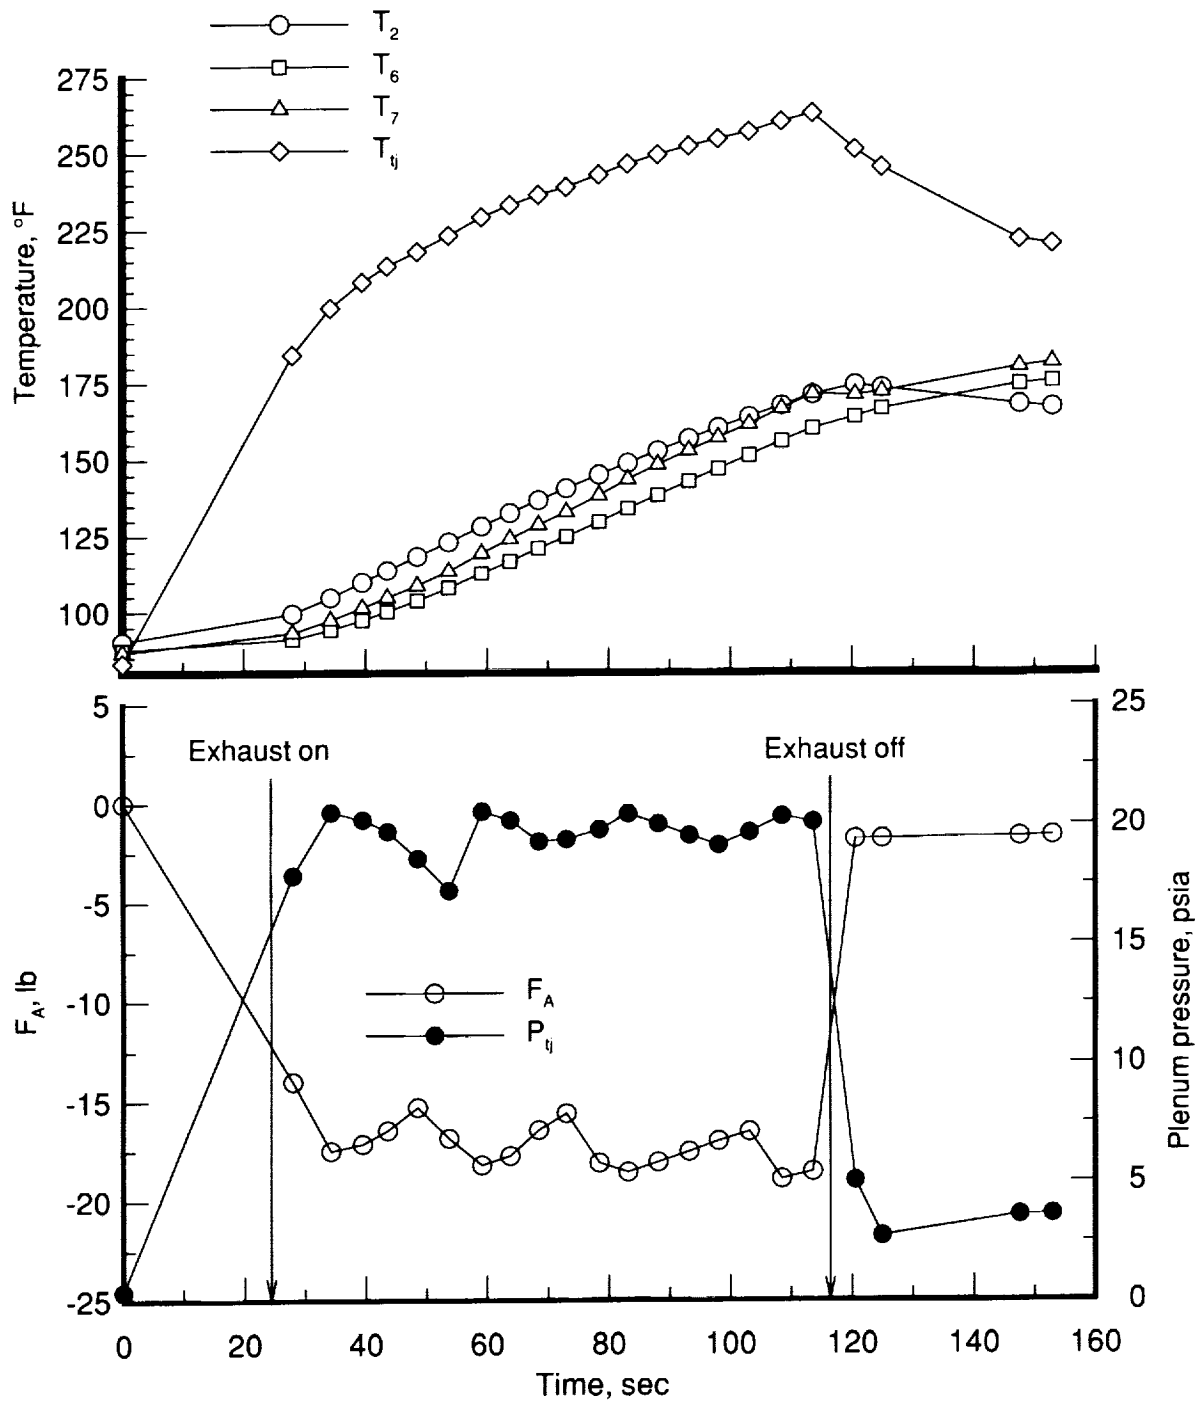 T2
T6
T7
Ttj
275
250
225
200
175
150
125
100
Temperature, °F
5
0
-5
-10
-15
-20
-25
FA, lb
Exhaust on
Exhaust off
FA
Ptj
25
20
15
10
5
0
Plenum pressure, psia
0 20 40 60 80 100 120 140 160
Time, sec